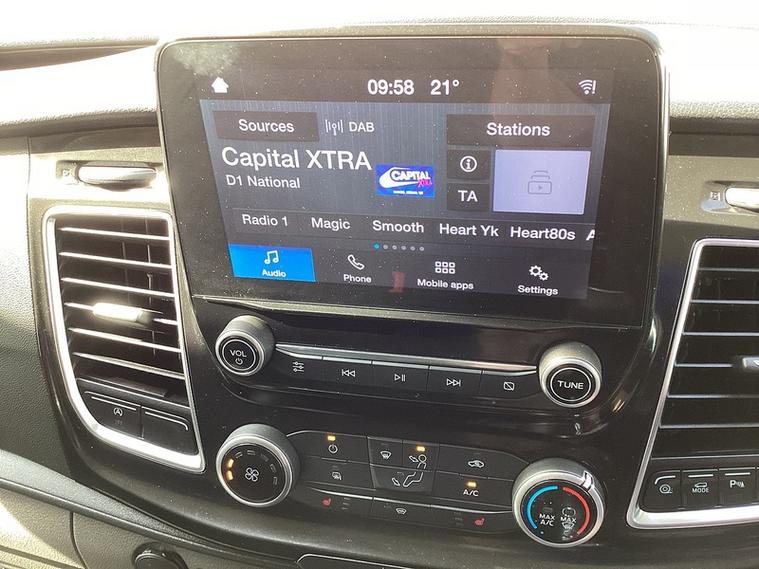 09:58 21°
Sources DAB Stations
Capital XTRA
D1 National
CAPITAL
XTRA
TA
Radio 1 Magic Smooth Heart Yk Heart80s A
Audio Phone Mobile apps Settings
VOL
TUNE
A/C
MAX
A/C
MAX
MODE